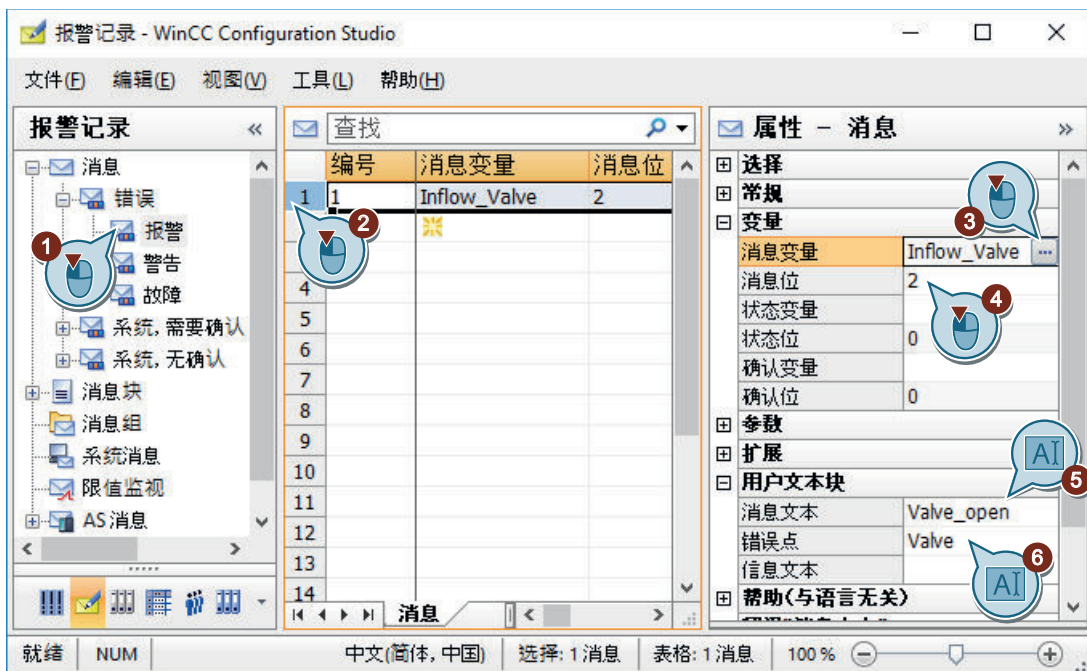 报警记录 - WinCC Configuration Studio
文件(F) 编辑(E) 视图(V) 工具(L) 帮助(H)
报警记录 «
消息
错误
报警
警告
故障
系统, 需要确认
系统, 无确认
消息块
消息组
系统消息
限值监视
AS 消息
1
查找
编号 消息变量 消息位
1 1 Inflow_Valve 2
2
4
5
6
7
8
9
10
11
12
13
14
消息
属性 - 消息 »
选择
常规
3
变量
消息变量 Inflow_Valve ...
消息位 2
4
状态变量
状态位 0
确认变量
确认位 0
参数
扩展
AI
5
用户文本块
消息文本 Valve_open
错误点 Valve
6
信息文本
AI
帮助(与语言无关)
就绪 NUM 中文(简体, 中国) 选择: 1 消息 表格: 1 消息 100 %